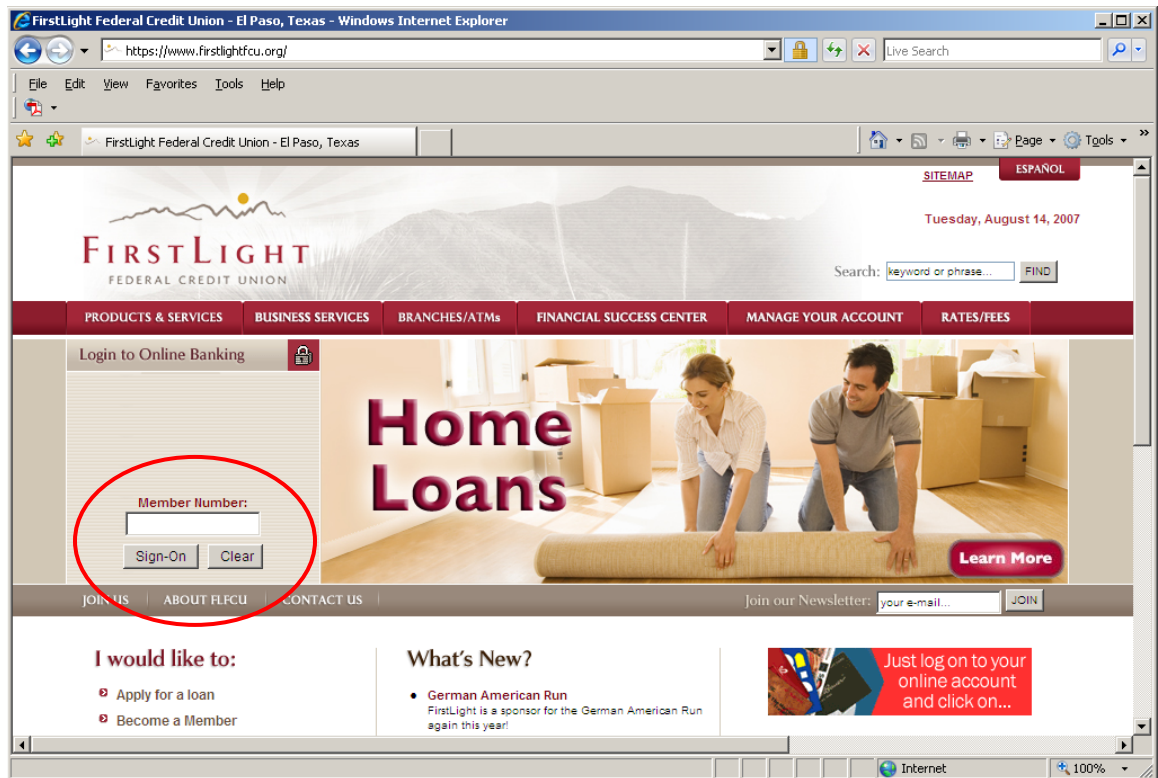 FirstLight Federal Credit Union - El Paso, Texas - Windows Internet Explorer
https://www.firstlightfcu.org/
Live Search
File Edit View Favorites Tools Help
FirstLight Federal Credit Union - El Paso, Texas
Page Tools »
SITEMAP ESPAÑOL
Tuesday, August 14, 2007
FIRSTLIGHT
FEDERAL CREDIT UNION
Search: keyword or phrase... FIND
PRODUCTS & SERVICES BUSINESS SERVICES BRANCHES/ATMs FINANCIAL SUCCESS CENTER MANAGE YOUR ACCOUNT RATES/FEES
Login to Online Banking
Home
Loans
Member Number:
Sign-On Clear
Learn More
JOIN US ABOUT FLFCU CONTACT US
Join our Newsletter: your e-mail... JOIN
I would like to:
Apply for a loan
Become a Member
What's New?
German American Run
FirstLight is a sponsor for the German American Run
again this year!
Just log on to your
online account
and click on...
Internet 100%